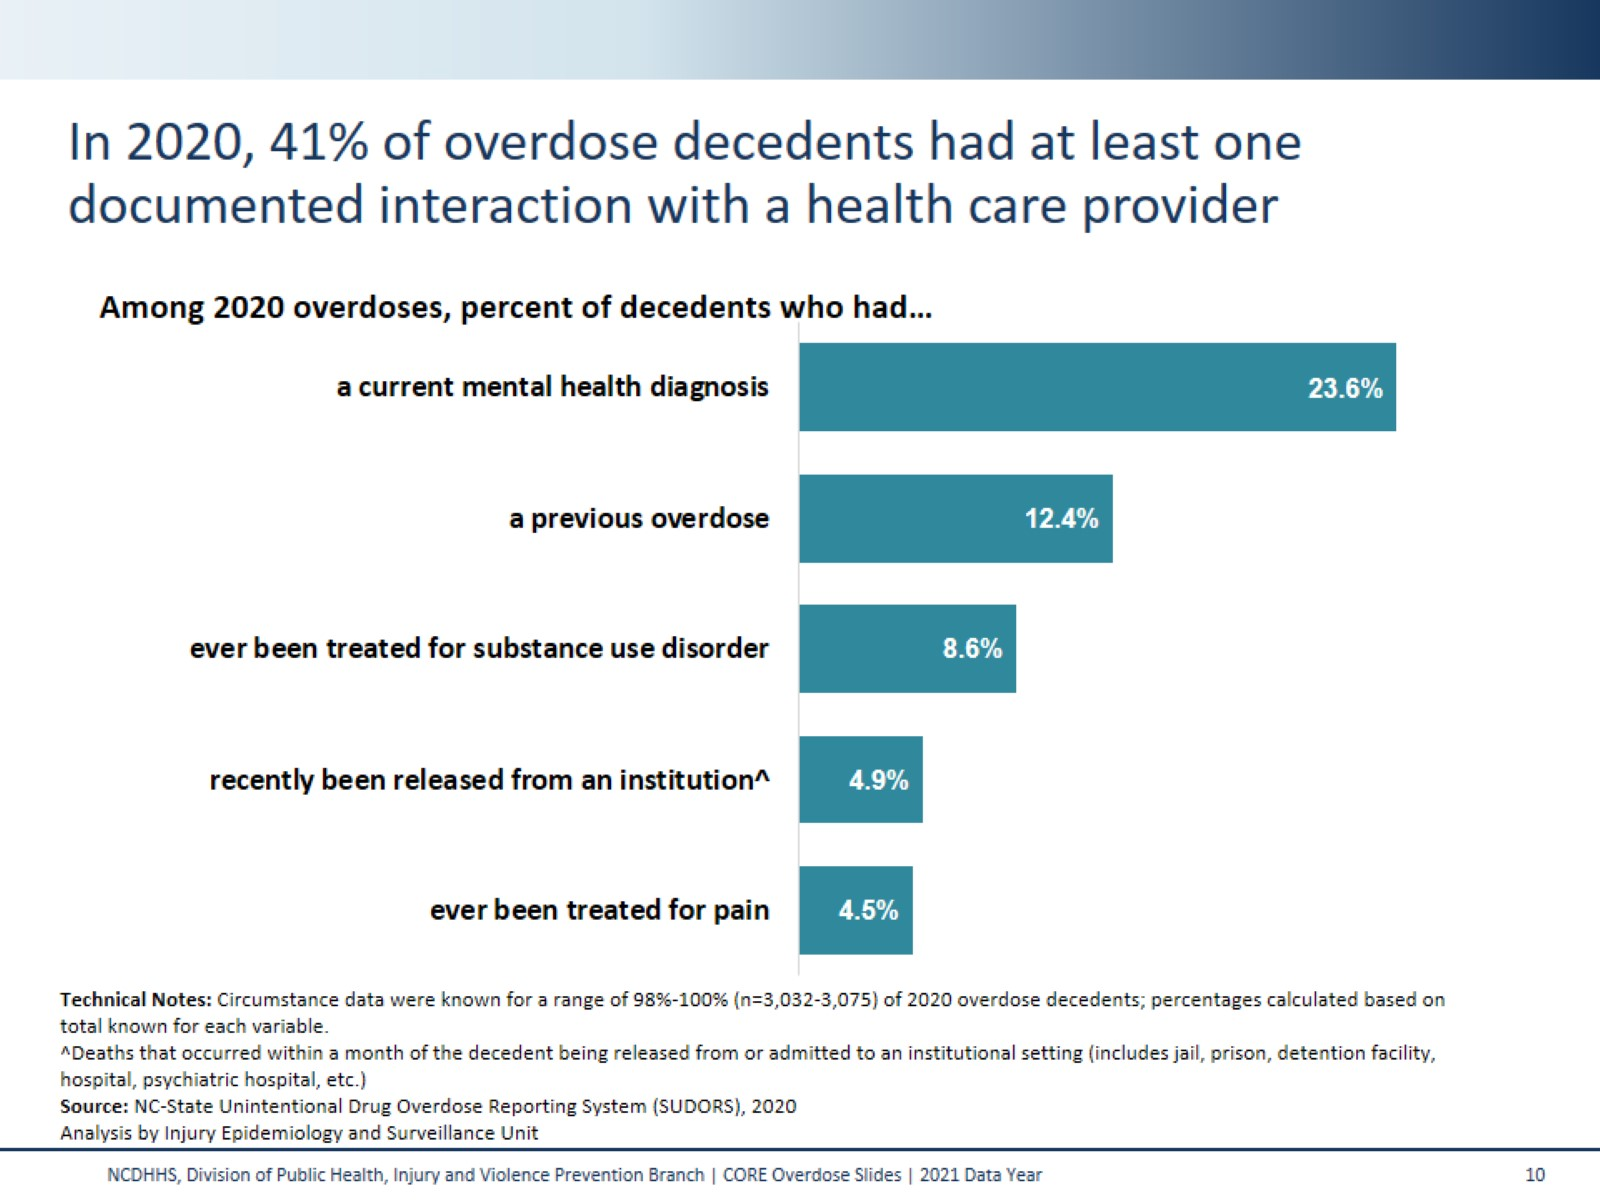 In 2020, 41% of overdose decedents had at least one
documented interaction with a health care provider
Among 2020 overdoses, percent of decedents who had...
a current mental health diagnosis
23.6%
a previous overdose
12.4%
ever been treated for substance use disorder
8.6%
recently been released from an institution^
4.9%
ever been treated for pain
4.5%
Technical Notes: Circumstance data were known for a range of 98%-100% (n=3,032-3,075) of 2020 overdose decedents; percentages calculated based on
total known for each variable.
^Deaths that occurred within a month of the decedent being released from or admitted to an institutional setting (includes jail, prison, detention facility,
hospital, psychiatric hospital, etc.)
Source: NC-State Unintentional Drug Overdose Reporting System (SUDORS), 2020
Analysis by Injury Epidemiology and Surveillance Unit
NCDHHS, Division of Public Health, Injury and Violence Prevention Branch | CORE Overdose Slides | 2021 Data Year
10